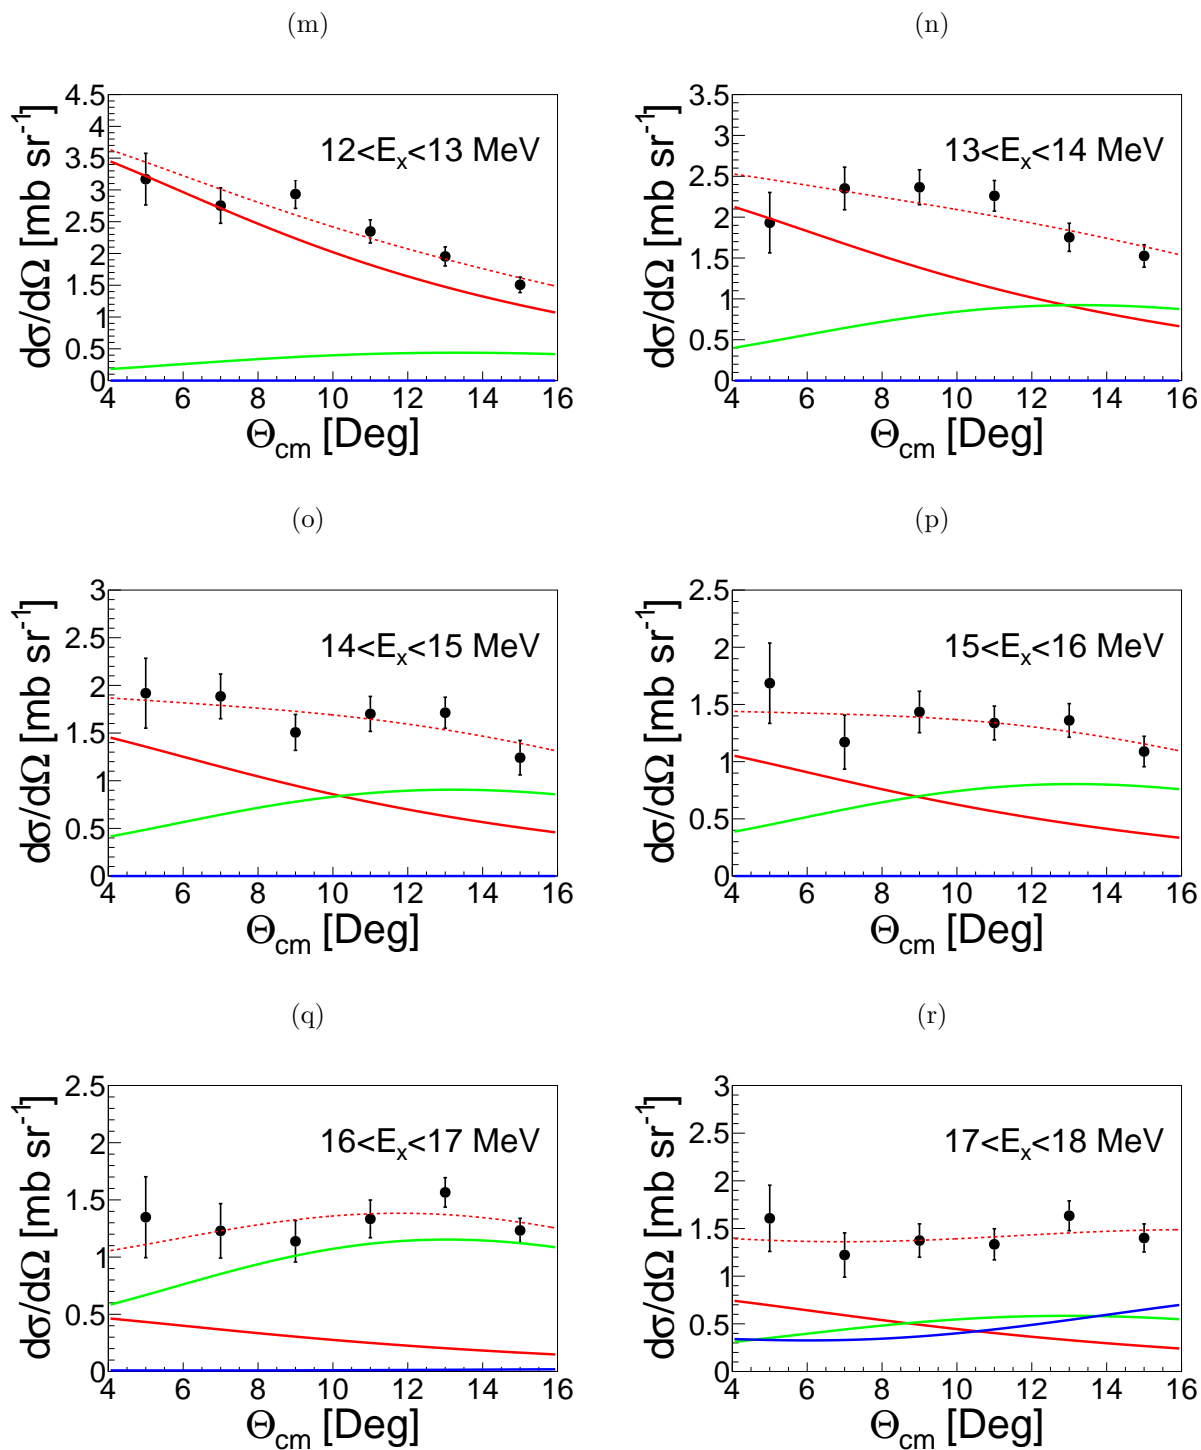 (m)
(n)
dσ/dΩ [mb sr⁻¹]
4.5
4
3.5
3
2.5
2
1.5
1
0.5
0
12<Eₓ<13 MeV
4 6 8 10 12 14 16
Θcm [Deg]
dσ/dΩ [mb sr⁻¹]
3.5
3
2.5
2
1.5
1
0.5
0
13<Eₓ<14 MeV
4 6 8 10 12 14 16
Θcm [Deg]
(o)
(p)
dσ/dΩ [mb sr⁻¹]
3
2.5
2
1.5
1
0.5
0
14<Eₓ<15 MeV
4 6 8 10 12 14 16
Θcm [Deg]
dσ/dΩ [mb sr⁻¹]
2.5
2
1.5
1
0.5
0
15<Eₓ<16 MeV
4 6 8 10 12 14 16
Θcm [Deg]
(q)
(r)
dσ/dΩ [mb sr⁻¹]
2.5
2
1.5
1
0.5
0
16<Eₓ<17 MeV
4 6 8 10 12 14 16
Θcm [Deg]
dσ/dΩ [mb sr⁻¹]
3
2.5
2
1.5
1
0.5
0
17<Eₓ<18 MeV
4 6 8 10 12 14 16
Θcm [Deg]